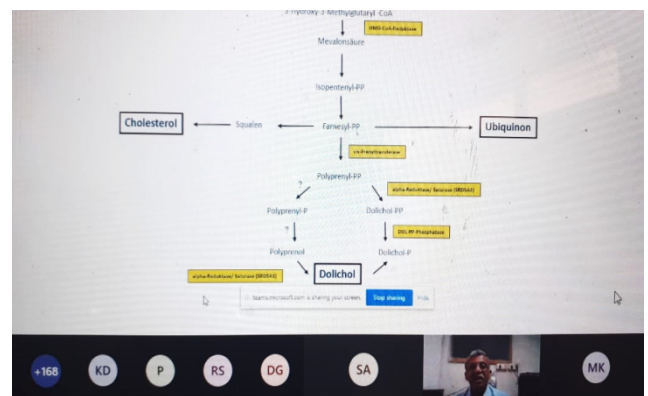 3-Hydroxy-3-Methylglutaryl-CoA
HMG-CoA-Reduktase
Mevalonsäure
Isopentenyl-PP
Cholesterol
Squalen
Farnesyl-PP
Ubiquinon
cis-Prenyltransferase
Polyprenyl-PP
?
alpha-Reduktase/ Saturase (SRD5A3)
Polyprenyl-P
Dolichol-PP
?
DOL-PP-Phosphatase
Polyprenol
Dolichol-P
alpha-Reduktase/ Saturase (SRD5A3)
Dolichol
teams.microsoft.com is sharing your screen.
Stop sharing
Hide
+168
KD
P
RS
DG
SA
MK